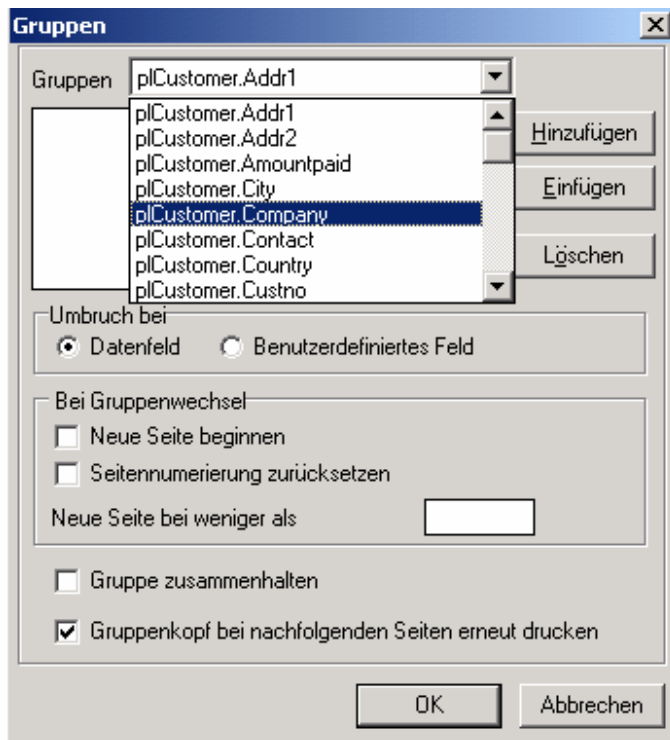 Gruppen
Gruppen plCustomer.Addr1
plCustomer.Addr1
plCustomer.Addr2
plCustomer.Amountpaid
plCustomer.City
plCustomer.Company
plCustomer.Contact
plCustomer.Country
plCustomer.Custno
Hinzufügen
Einfügen
Löschen
Umbruch bei
Datenfeld Benutzerdefiniertes Feld
Bei Gruppenwechsel
Neue Seite beginnen
Seitennumerierung zurücksetzen
Neue Seite bei weniger als
Gruppe zusammenhalten
Gruppenkopf bei nachfolgenden Seiten erneut drucken
OK Abbrechen